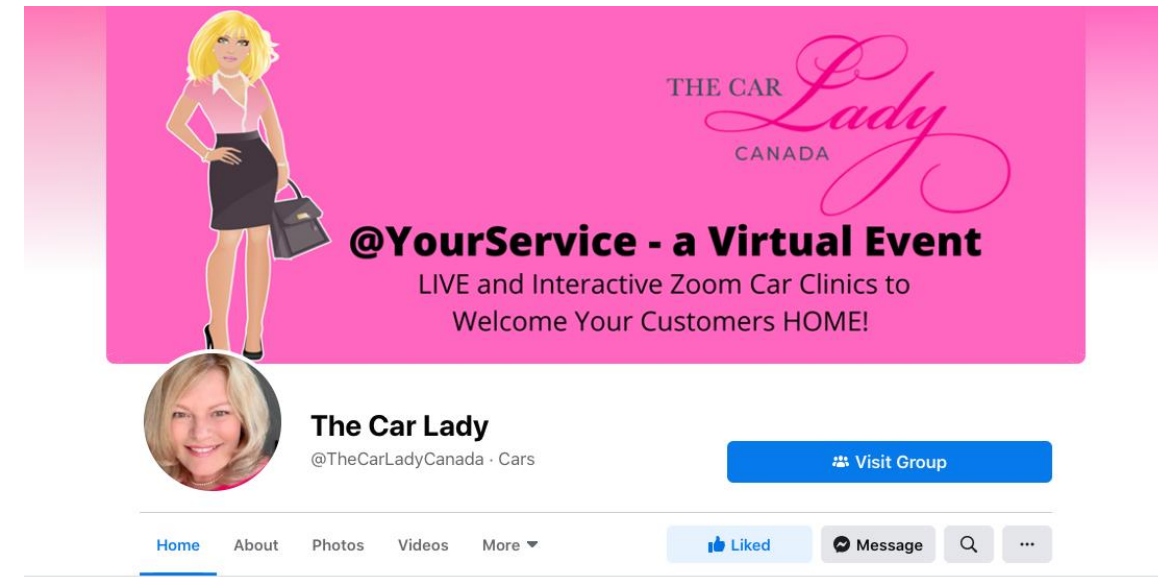 THE CAR Lady
CANADA
@YourService - a Virtual Event
LIVE and Interactive Zoom Car Clinics to
Welcome Your Customers HOME!
The Car Lady
@TheCarLadyCanada · Cars
Visit Group
Home About Photos Videos More
Liked Message